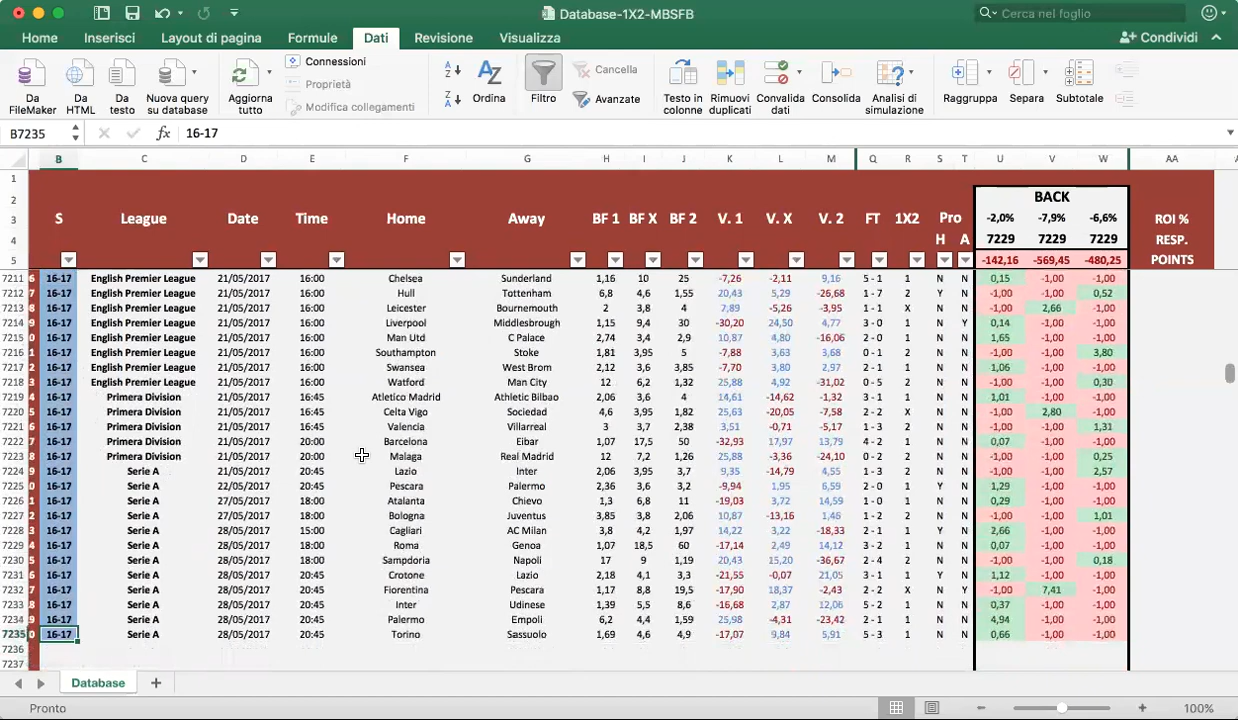 Database-1X2-MBSFB
Cerca nel foglio
Home Inserisci Layout di pagina Formule Dati Revisione Visualizza
Condividi
Da FileMaker
Da HTML
Da testo
Nuova query su database
Aggiorna tutto
Connessioni
Proprietà
Modifica collegamenti
Ordina
Filtro
Cancella
Avanzate
Testo in colonne
Rimuovi duplicati
Convalida dati
Consolida
Analisi di simulazione
Raggruppa
Separa
Subtotale
B7235 fx 16-17
B C D E F G H I J K L M Q R S T U V W AA
1
2 BACK
3 S League Date Time Home Away BF 1 BF X BF 2 V. 1 V. X V. 2 FT 1X2 Pro -2,0% -7,9% -6,6% ROI %
4 H A 7229 7229 7229 RESP.
5 -142,16 -569,45 -480,25 POINTS
7211 6 16-17 English Premier League 21/05/2017 16:00 Chelsea Sunderland 1,16 10 25 -7,26 -2,11 9,16 5 - 1 1 N N 0,15 -1,00 -1,00
7212 7 16-17 English Premier League 21/05/2017 16:00 Hull Tottenham 6,8 4,6 1,55 20,43 5,29 -26,68 1 - 7 2 Y N -1,00 -1,00 0,52
7213 8 16-17 English Premier League 21/05/2017 16:00 Leicester Bournemouth 2 3,8 4 7,89 -5,26 -3,95 1 - 1 X N N -1,00 2,66 -1,00
7214 9 16-17 English Premier League 21/05/2017 16:00 Liverpool Middlesbrough 1,15 9,4 30 -30,20 24,50 4,77 3 - 0 1 N Y 0,14 -1,00 -1,00
7215 0 16-17 English Premier League 21/05/2017 16:00 Man Utd C Palace 2,74 3,4 2,9 10,87 4,80 -16,06 2 - 0 1 N N 1,65 -1,00 -1,00
7216 1 16-17 English Premier League 21/05/2017 16:00 Southampton Stoke 1,81 3,95 5 -7,88 3,63 3,68 0 - 1 2 N N -1,00 -1,00 3,80
7217 2 16-17 English Premier League 21/05/2017 16:00 Swansea West Brom 2,12 3,6 3,85 -7,70 3,80 2,97 2 - 1 1 N N 1,06 -1,00 -1,00
7218 3 16-17 English Premier League 21/05/2017 16:00 Watford Man City 12 6,2 1,32 25,88 4,92 -31,02 0 - 5 2 N N -1,00 -1,00 0,30
7219 4 16-17 Primera Division 21/05/2017 16:45 Atletico Madrid Athletic Bilbao 2,06 3,6 4 14,61 -14,62 -1,32 3 - 1 1 N N 1,01 -1,00 -1,00
7220 5 16-17 Primera Division 21/05/2017 16:45 Celta Vigo Sociedad 4,6 3,95 1,82 25,63 -20,05 -7,58 2 - 2 X N N -1,00 2,80 -1,00
7221 6 16-17 Primera Division 21/05/2017 16:45 Valencia Villarreal 3 3,7 2,38 3,51 -0,71 -5,17 1 - 3 2 N N -1,00 -1,00 1,31
7222 7 16-17 Primera Division 21/05/2017 20:00 Barcelona Eibar 1,07 17,5 50 -32,93 17,97 13,79 4 - 2 1 N N 0,07 -1,00 -1,00
7223 8 16-17 Primera Division 21/05/2017 20:00 Malaga Real Madrid 12 7,2 1,26 25,88 -3,36 -24,10 0 - 2 2 N N -1,00 -1,00 0,25
7224 9 16-17 Serie A 21/05/2017 20:45 Lazio Inter 2,06 3,95 3,7 9,35 -14,79 4,55 1 - 3 2 N N -1,00 -1,00 2,57
7225 0 16-17 Serie A 22/05/2017 20:45 Pescara Palermo 2,36 3,6 3,2 -9,94 1,95 6,59 2 - 0 1 Y N 1,29 -1,00 -1,00
7226 1 16-17 Serie A 27/05/2017 18:00 Atalanta Chievo 1,3 6,8 11 -19,03 3,72 14,59 1 - 0 1 N N 0,29 -1,00 -1,00
7227 2 16-17 Serie A 27/05/2017 18:00 Bologna Juventus 3,85 3,8 2,06 10,87 -13,16 1,46 1 - 2 2 N N -1,00 -1,00 1,01
7228 3 16-17 Serie A 28/05/2017 15:00 Cagliari AC Milan 3,8 4,2 1,97 14,22 3,22 -18,33 2 - 1 1 Y N 2,66 -1,00 -1,00
7229 4 16-17 Serie A 28/05/2017 18:00 Roma Genoa 1,07 18,5 60 -17,14 2,49 14,12 3 - 2 1 N N 0,07 -1,00 -1,00
7230 5 16-17 Serie A 28/05/2017 18:00 Sampdoria Napoli 17 9 1,19 20,43 15,20 -36,67 2 - 4 2 N N -1,00 -1,00 0,18
7231 6 16-17 Serie A 28/05/2017 20:45 Crotone Lazio 2,18 4,1 3,3 -21,55 -0,07 21,05 3 - 1 1 Y N 1,12 -1,00 -1,00
7232 7 16-17 Serie A 28/05/2017 20:45 Fiorentina Pescara 1,17 8,8 19,5 -17,90 18,37 -2,43 2 - 2 X N Y -1,00 7,41 -1,00
7233 8 16-17 Serie A 28/05/2017 20:45 Inter Udinese 1,39 5,5 8,6 -16,68 2,87 12,06 5 - 2 1 N N 0,37 -1,00 -1,00
7234 9 16-17 Serie A 28/05/2017 20:45 Palermo Empoli 6,2 4,4 1,59 25,98 -4,31 -23,42 2 - 1 1 Y N 4,94 -1,00 -1,00
7235 0 16-17 Serie A 28/05/2017 20:45 Torino Sassuolo 1,69 4,6 4,9 -17,07 9,84 5,91 5 - 3 1 N N 0,66 -1,00 -1,00
7236
7237
Database
Pronto 100%